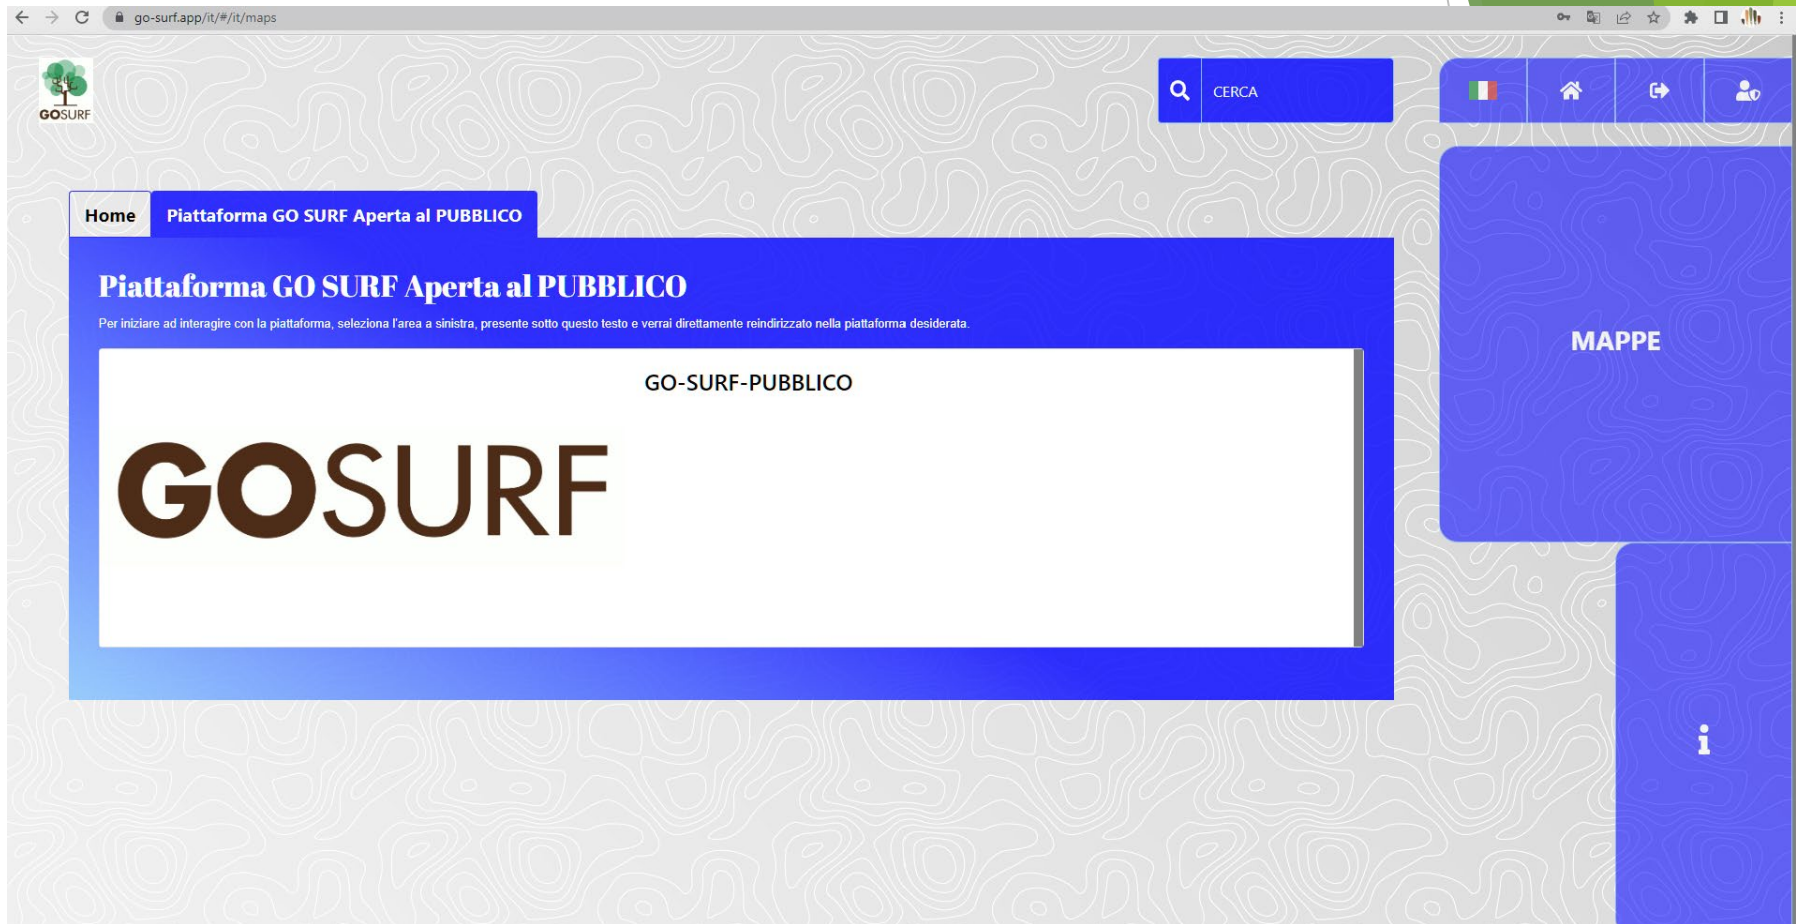 go-surf.app/it/#/it/maps
GOSURF
CERCA
Home
Piattaforma GO SURF Aperta al PUBBLICO
Piattaforma GO SURF Aperta al PUBBLICO
Per iniziare ad interagire con la piattaforma, seleziona l'area a sinistra, presente sotto questo testo e verrai direttamente reindirizzato nella piattaforma desiderata.
GO-SURF-PUBBLICO
GOSURF
MAPPE